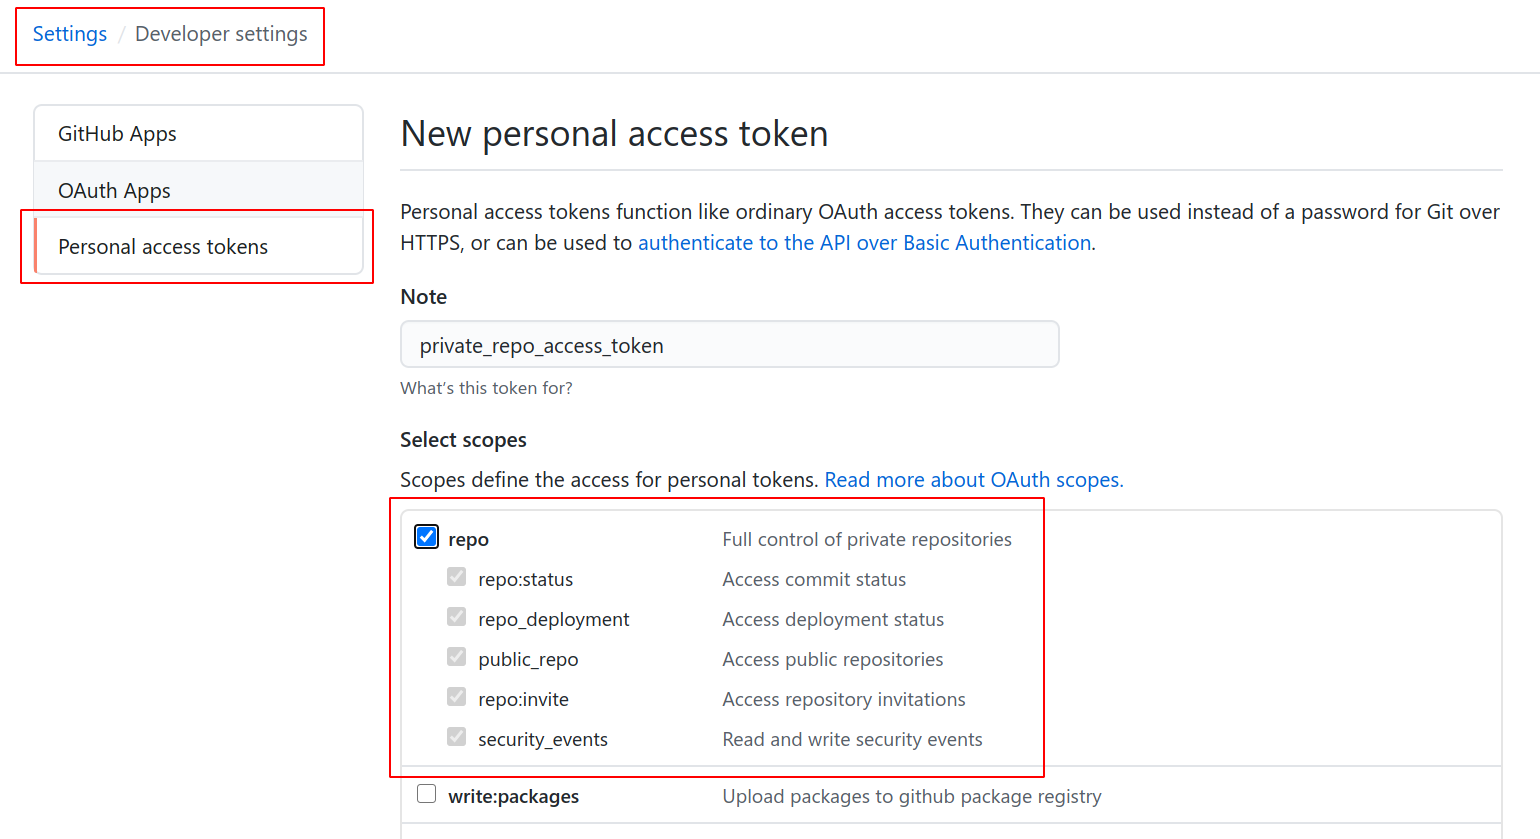 Settings / Developer settings
GitHub Apps
OAuth Apps
Personal access tokens
New personal access token
Personal access tokens function like ordinary OAuth access tokens. They can be used instead of a password for Git over
HTTPS, or can be used to authenticate to the API over Basic Authentication.
Note
private_repo_access_token
What's this token for?
Select scopes
Scopes define the access for personal tokens. Read more about OAuth scopes.
repo Full control of private repositories
repo:status Access commit status
repo_deployment Access deployment status
public_repo Access public repositories
repo:invite Access repository invitations
security_events Read and write security events
write:packages Upload packages to github package registry